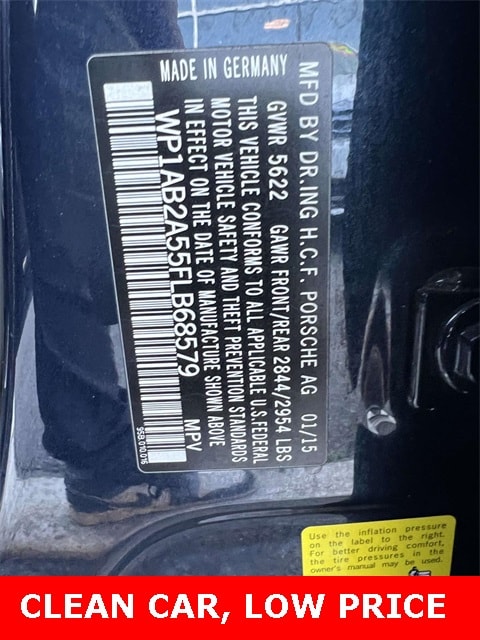 MFD BY DR.ING H.C.F. PORSCHE AG 01/15
GVWR 5622 GAWR FRONT/REAR 2844/2954 LBS
THIS VEHICLE CONFORMS TO ALL APPLICABLE U.S.FEDERAL
MOTOR VEHICLE SAFETY AND THEFT PREVENTION STANDARDS
IN EFFECT ON THE DATE OF MANUFACTURE SHOWN ABOVE
WP1AB2A55FLB68579 MPV
MADE IN GERMANY
95B.010.016
Use the inflation pressure
on the label to the right.
For better driving comfort,
the tire pressures in the
owner's manual may be used.
CLEAN CAR, LOW PRICE